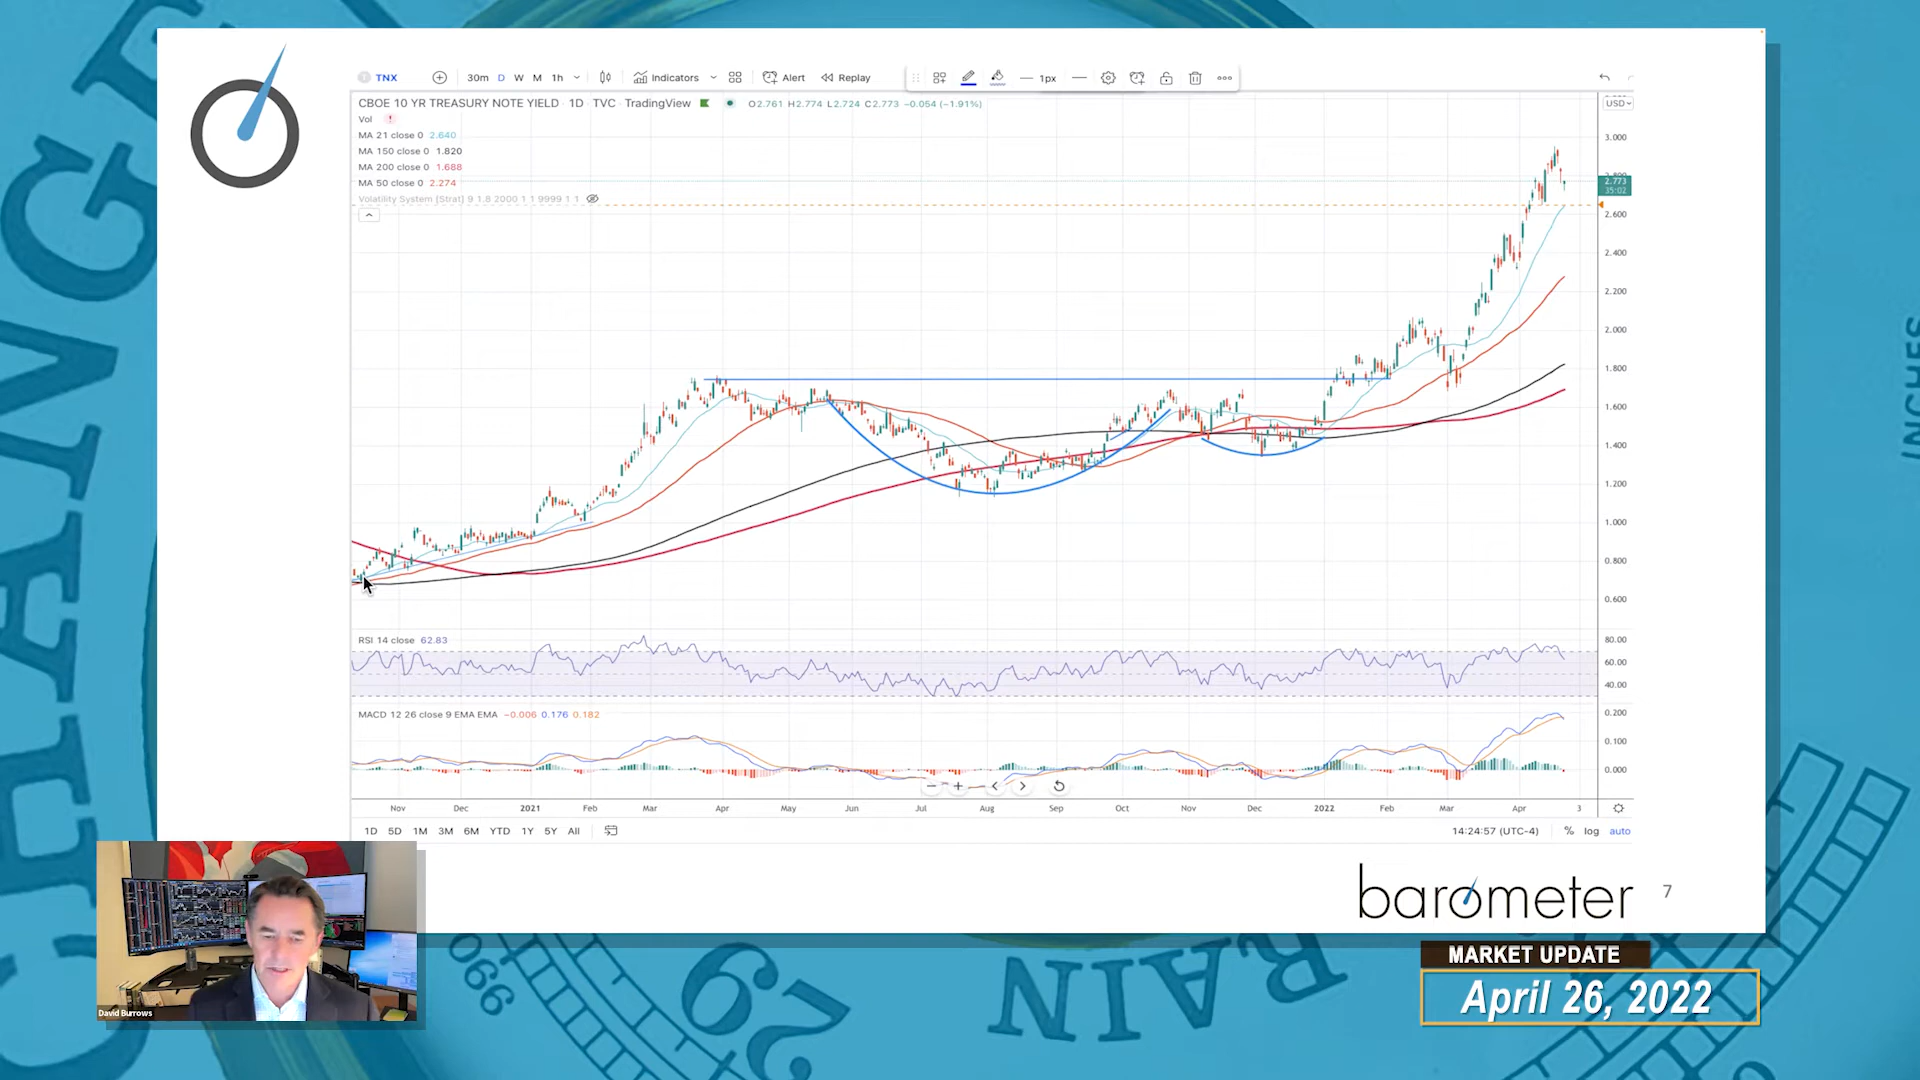 TNX 30m D W M 1h Indicators Alert Replay 1px
CBOE 10 YR TREASURY NOTE YIELD · 1D · TVC · TradingView O2.761 H2.774 L2.724 C2.773 −0.054 (−1.91%)
USD
Vol !
MA 21 close 0 2.640
MA 150 close 0 1.820
MA 200 close 0 1.688
MA 50 close 0 2.274
Volatility System [Strat] 9 1.8 2000 1 1 9999 1 1
3.000
2.773
35:02
2.600
2.400
2.200
2.000
1.800
1.600
1.400
1.200
1.000
0.800
0.600
RSI 14 close 62.83
80.00
60.00
40.00
MACD 12 26 close 9 EMA EMA −0.006 0.176 0.182
0.200
0.100
0.000
Nov Dec 2021 Feb Mar Apr May Jun Jul Aug Sep Oct Nov Dec 2022 Feb Mar Apr 3
1D 5D 1M 3M 6M YTD 1Y 5Y All 14:24:57 (UTC-4) % log auto
barometer 7
David Burrows
MARKET UPDATE
April 26, 2022
CHANGE
INCHES
RAIN
29
990